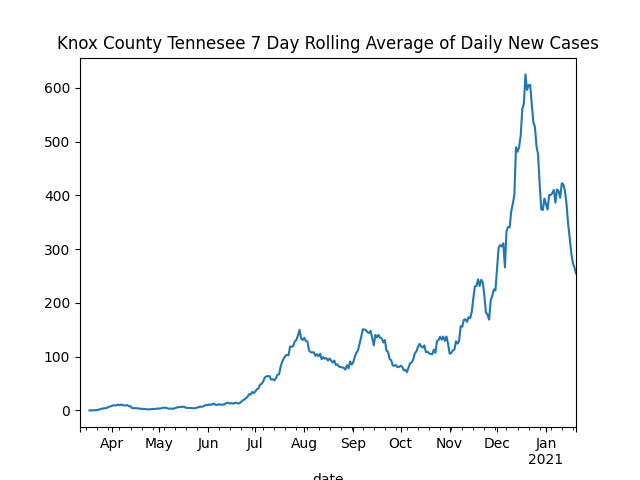 Knox County Tennesee 7 Day Rolling Average of Daily New Cases
600
500
400
300
200
100
0
Apr May Jun Jul Aug Sep Oct Nov Dec Jan
2021
date